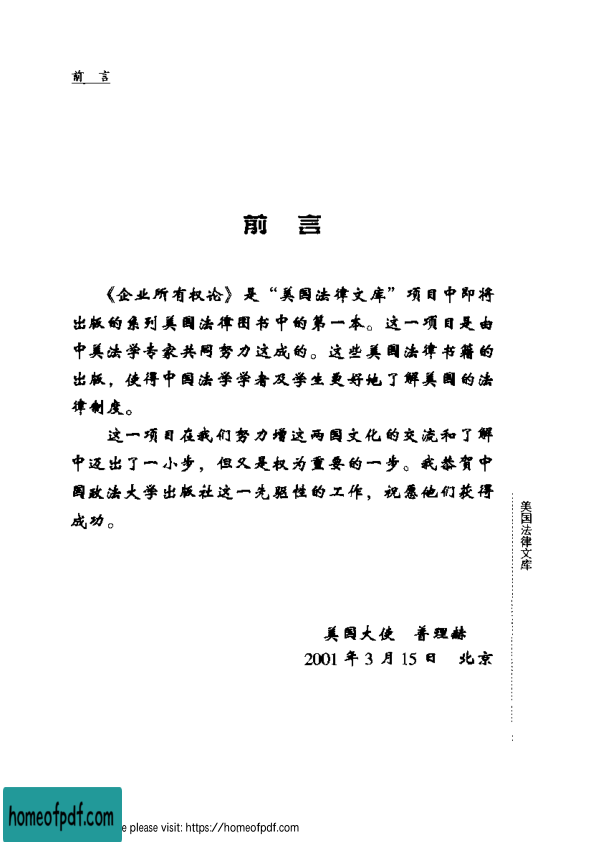 前 言
前 言
《企业所有权论》是“美国法律文库”项目中即将
出版的系列美国法律图书中的第一本。这一项目是由
中美法学专家共同努力达成的。这些美国法律书籍的
出版，使得中国法学学者及学生更好地了解美国的法
律制度。
这一项目在我们努力增进两国文化的交流和了解
中迈出了一小步，但又是极为重要的一步。我恭贺中
国政法大学出版社这一先驱性的工作，祝愿他们获得
成功。
美国法律文库
美国大使 普理赫
2001 年 3 月 15 日 北京
homeofpdf.com
e please visit: https://homeofpdf.com